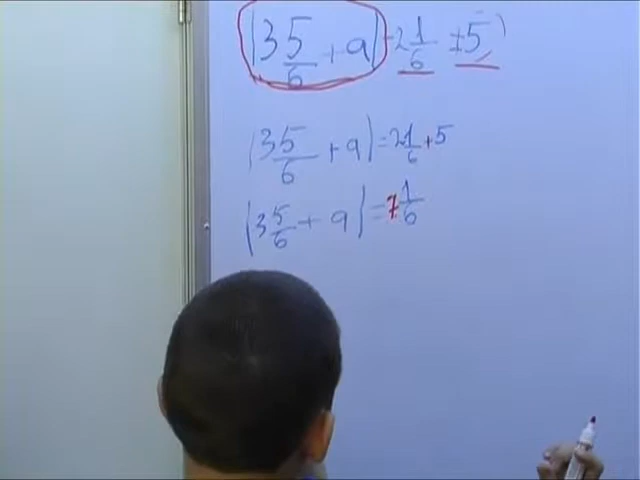 |3 5/6 + a| - 2 1/6 = 5
|3 5/6 + a| = 2 1/6 + 5
|3 5/6 + a| = 7 1/6